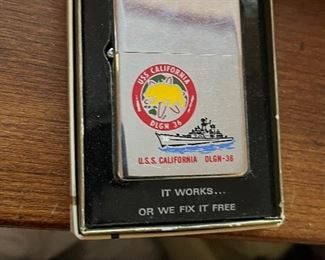 USS CALIFORNIA
DLGN 36
U.S.S. CALIFORNIA DLGN-36
IT WORKS...
OR WE FIX IT FREE